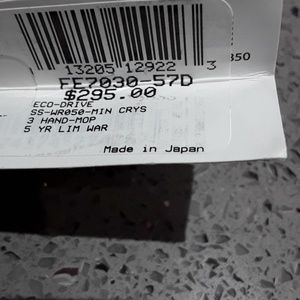 13205 12922 3
350
FE7030-57D
$295.00
ECO-DRIVE
SS-WR050-MIN CRYS
3 HAND-MOP
5 YR LIM WAR
Made in Japan